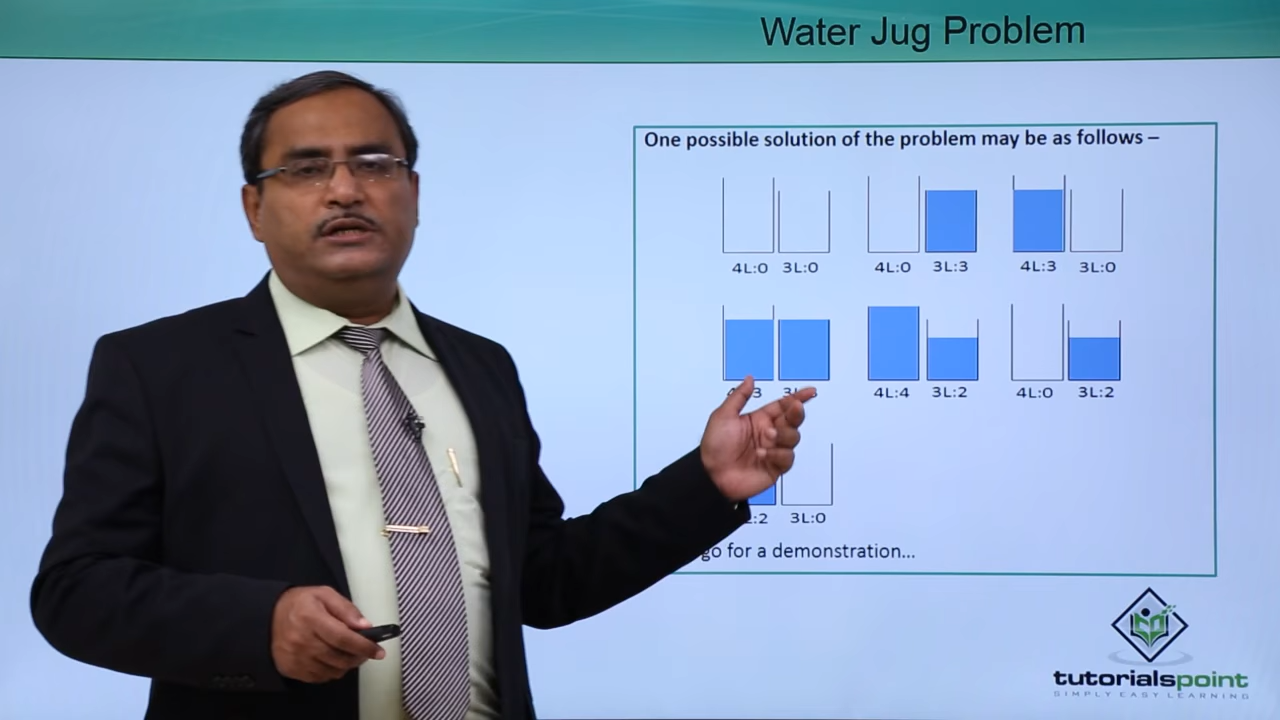 Water Jug Problem
One possible solution of the problem may be as follows –
4L:0 3L:0 4L:0 3L:3 4L:3 3L:0
4L:4 3L:2 4L:0 3L:2
3L:0
go for a demonstration...
tutorialspoint
SIMPLY EASY LEARNING